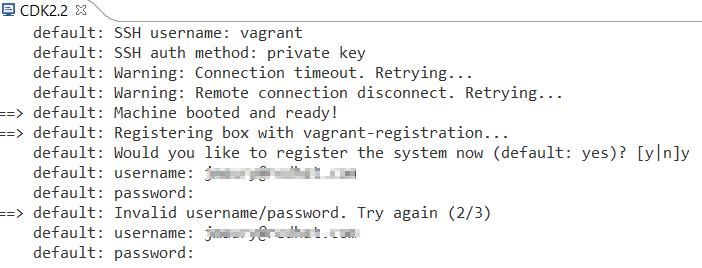 CDK2.2
default: SSH username: vagrant
default: SSH auth method: private key
default: Warning: Connection timeout. Retrying...
default: Warning: Remote connection disconnect. Retrying...
==> default: Machine booted and ready!
==> default: Registering box with vagrant-registration...
default: Would you like to register the system now (default: yes)? [y|n]y
default: username:
default: password:
==> default: Invalid username/password. Try again (2/3)
default: username:
default: password: